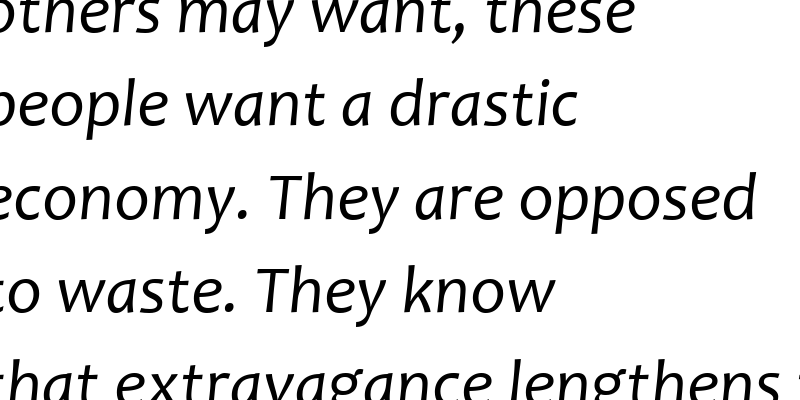 others may want, these
people want a drastic
economy. They are opposed
to waste. They know
that extravagance lengthens